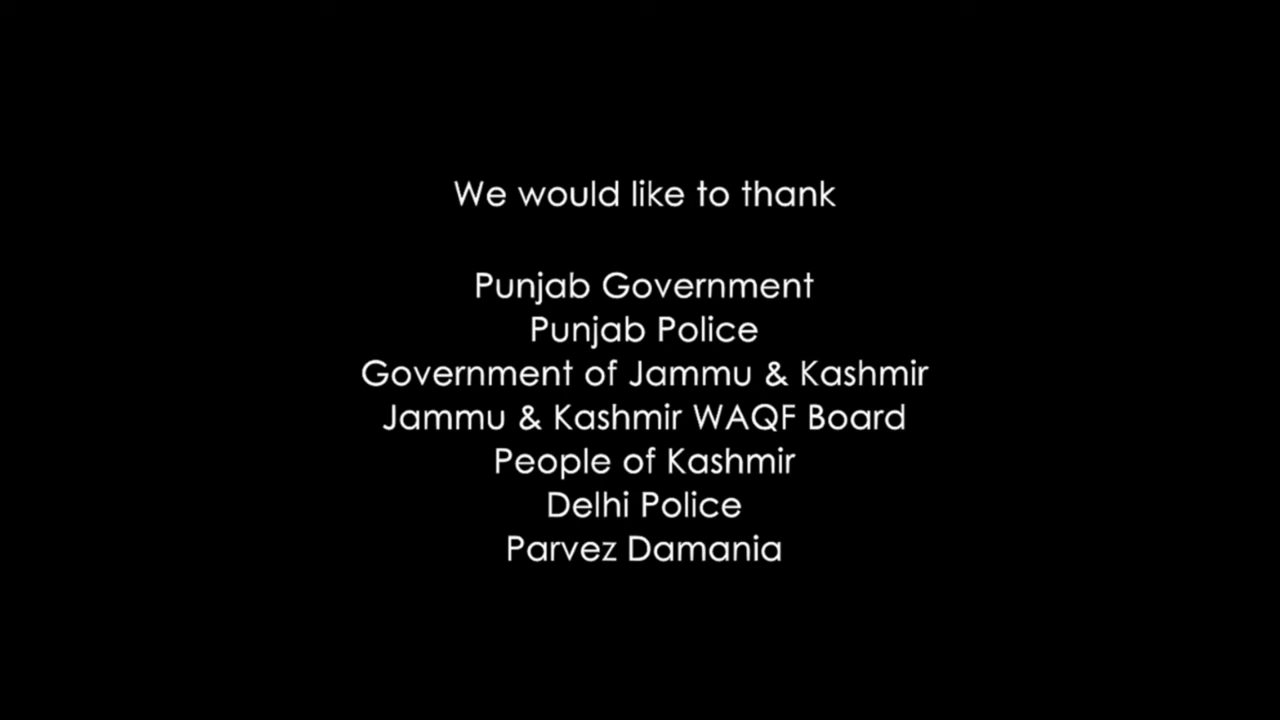 We would like to thank
Punjab Government
Punjab Police
Government of Jammu & Kashmir
Jammu & Kashmir WAQF Board
People of Kashmir
Delhi Police
Parvez Damania